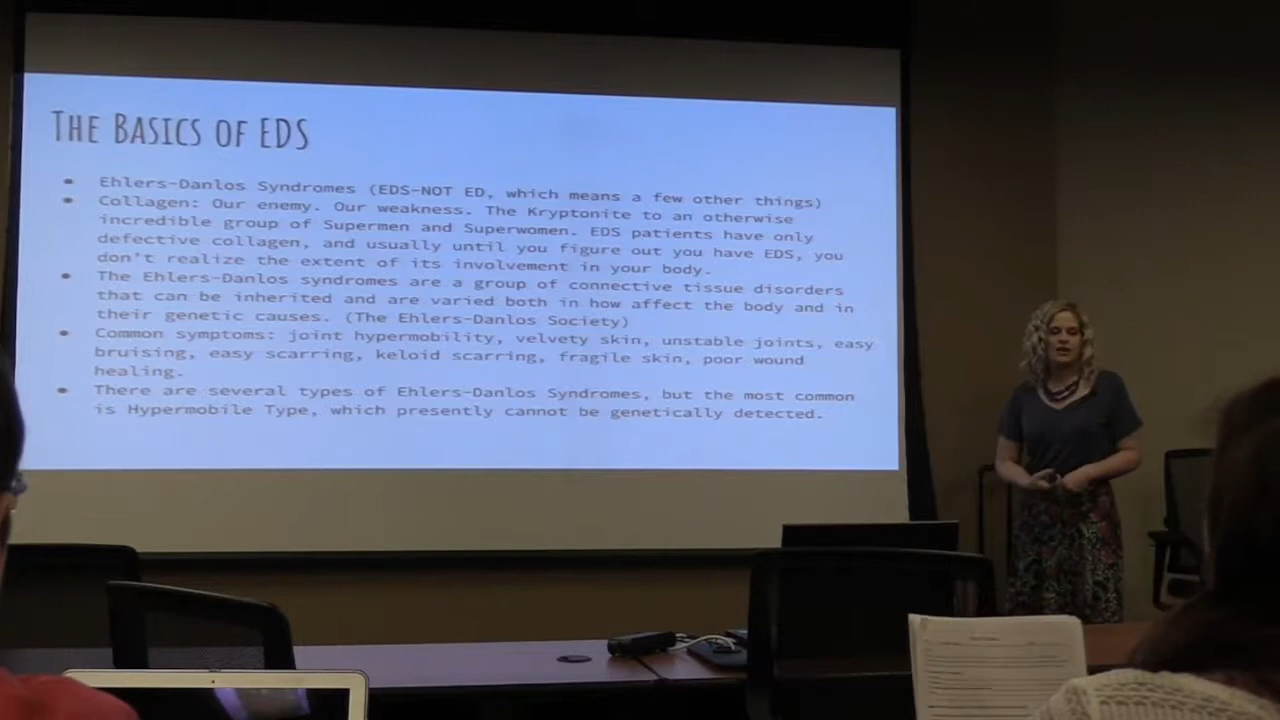 THE BASICS OF EDS
● Ehlers-Danlos Syndromes (EDS-NOT ED, which means a few other things)
● Collagen: Our enemy. Our weakness. The Kryptonite to an otherwise
incredible group of Supermen and Superwomen. EDS patients have only
defective collagen, and usually until you figure out you have EDS, you
don't realize the extent of its involvement in your body.
● The Ehlers-Danlos syndromes are a group of connective tissue disorders
that can be inherited and are varied both in how affect the body and in
their genetic causes. (The Ehlers-Danlos Society)
● Common symptoms: joint hypermobility, velvety skin, unstable joints, easy
bruising, easy scarring, keloid scarring, fragile skin, poor wound
healing.
● There are several types of Ehlers-Danlos Syndromes, but the most common
is Hypermobile Type, which presently cannot be genetically detected.